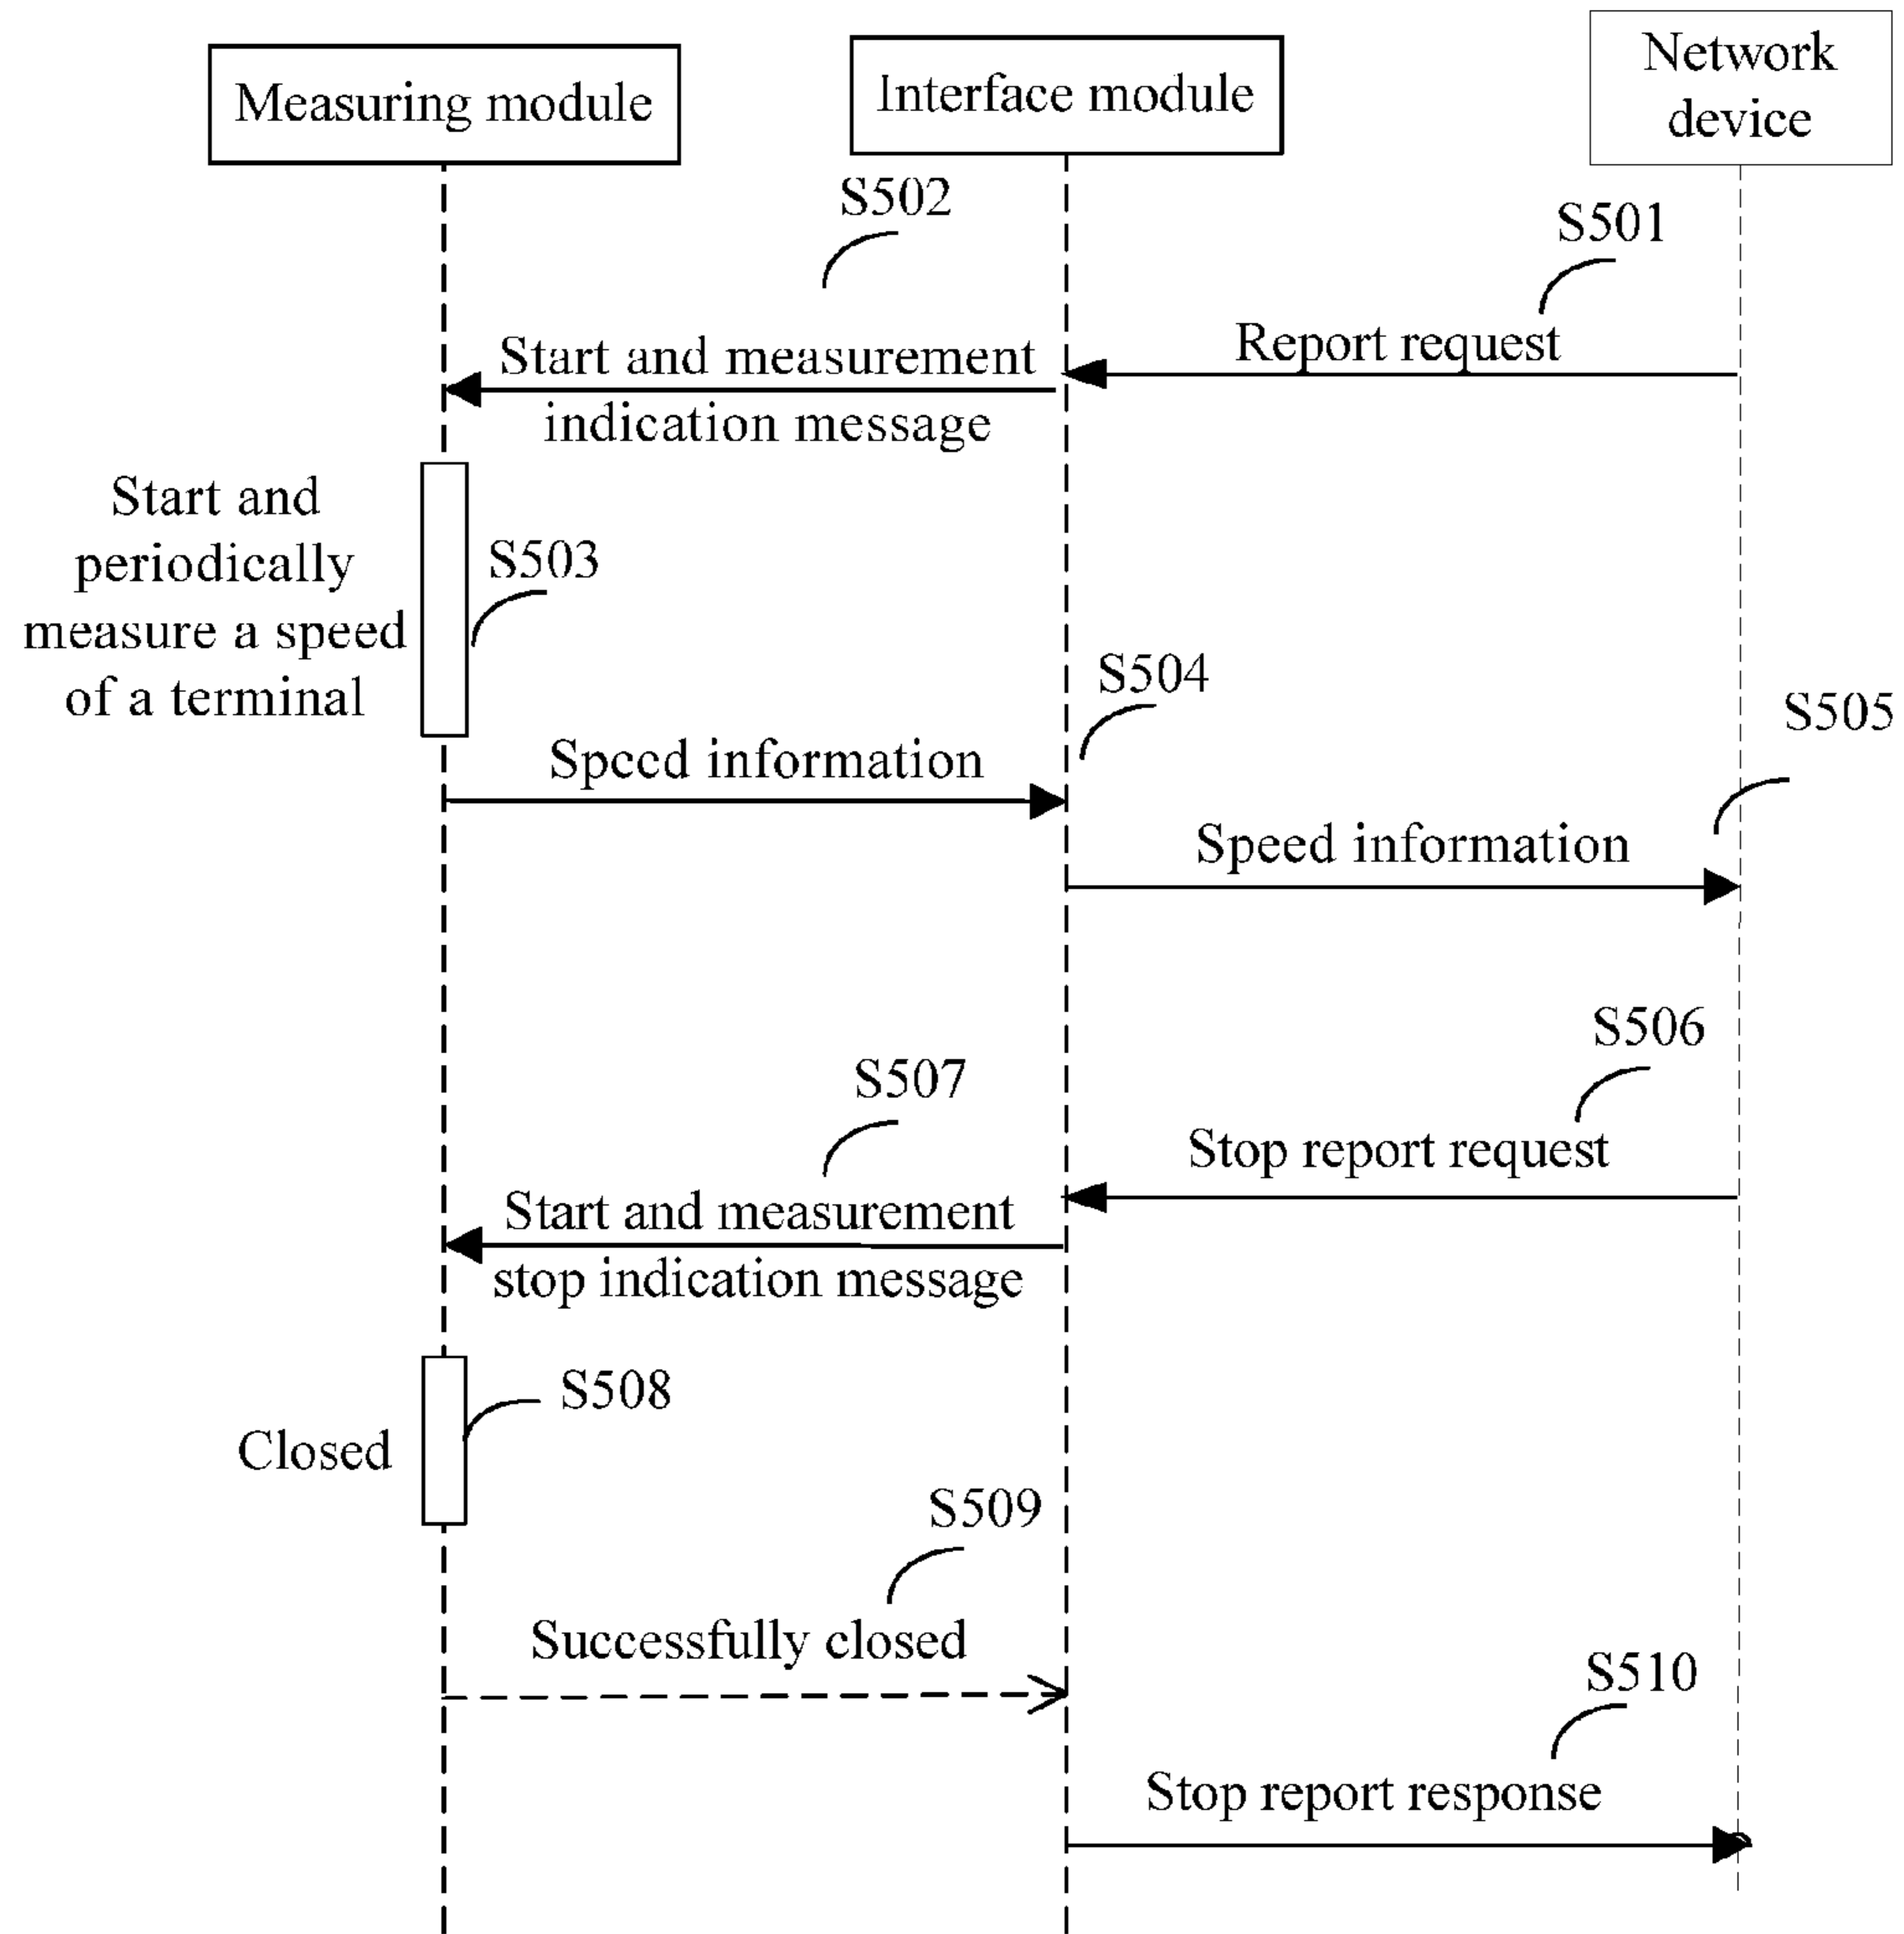 Measuring module
Interface module
Network
device
S502
S501
Report request
Start and measurement
indication message
Start and
periodically
measure a speed
of a terminal
S503
S504
S505
Speed information
Speed information
S506
S507
Stop report request
Start and measurement
stop indication message
S508
Closed
S509
Successfully closed
S510
Stop report response